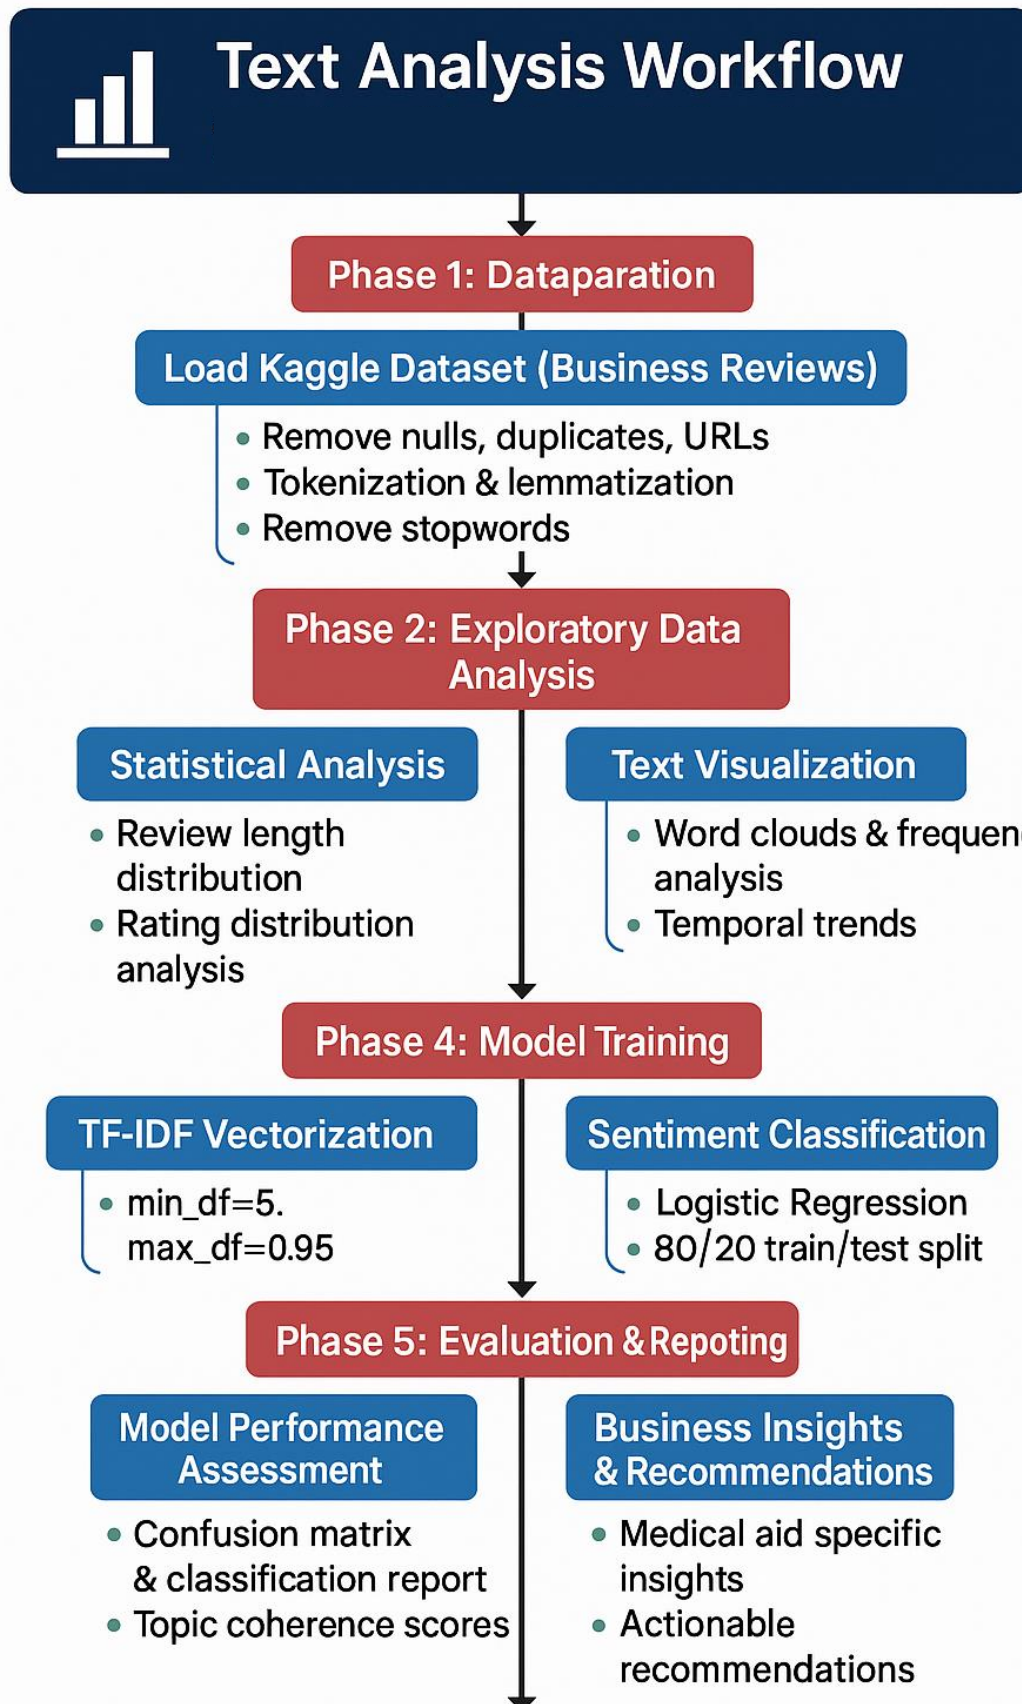 Text Analysis Workflow
Phase 1: Dataparation
Load Kaggle Dataset (Business Reviews)
• Remove nulls, duplicates, URLs
• Tokenization & lemmatization
• Remove stopwords
Phase 2: Exploratory Data
Analysis
Statistical Analysis
• Review length
distribution
• Rating distribution
analysis
Text Visualization
• Word clouds & frequen
analysis
• Temporal trends
Phase 4: Model Training
TF-IDF Vectorization
• min_df=5.
max_df=0.95
Sentiment Classification
• Logistic Regression
• 80/20 train/test split
Phase 5: Evaluation & Repoting
Model Performance
Assessment
• Confusion matrix
& classification report
• Topic coherence scores
Business Insights
& Recommendations
• Medical aid specific
insights
• Actionable
recommendations